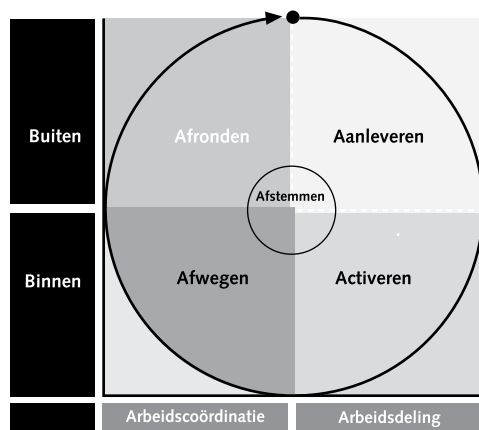 Buiten
Afronden
Aanleveren
Afstemmen
Binnen
Afwegen
Activeren
Arbeidscoördinatie
Arbeidsdeling